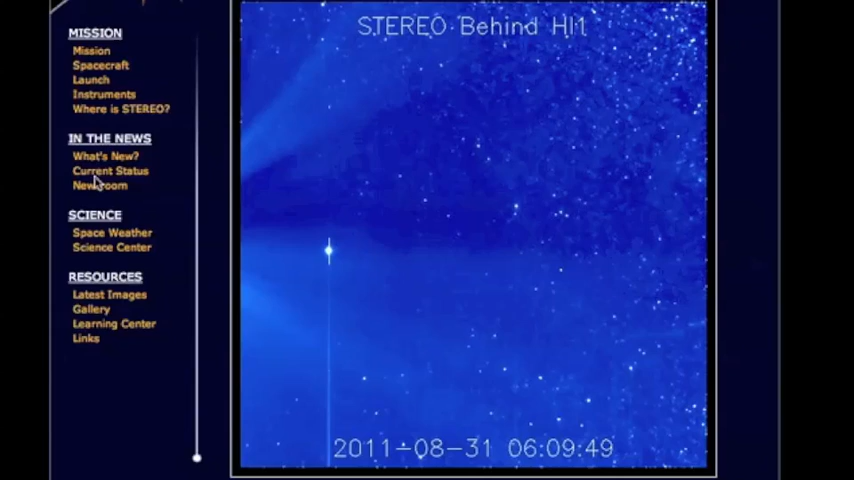 MISSION
Mission
Spacecraft
Launch
Instruments
Where is STEREO?
IN THE NEWS
What's New?
Current Status
Newsroom
SCIENCE
Space Weather
Science Center
RESOURCES
Latest Images
Gallery
Learning Center
Links
STEREO Behind HI1
2011-08-31 06:09:49